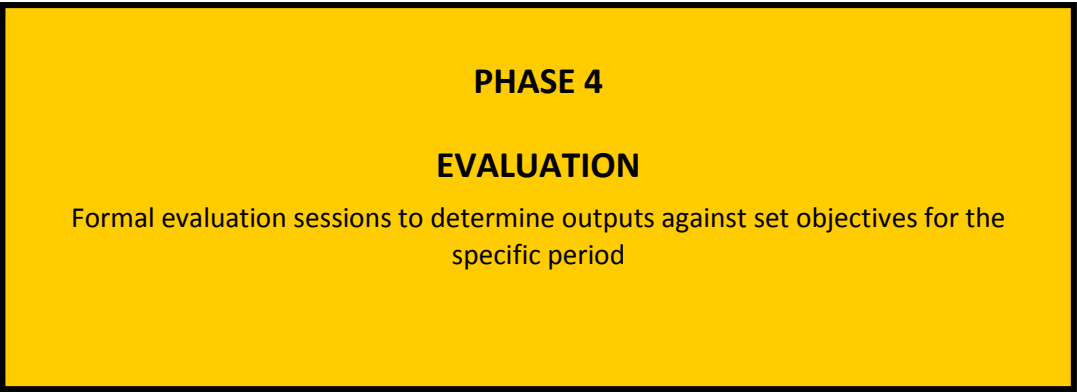 PHASE 4
EVALUATION
Formal evaluation sessions to determine outputs against set objectives for the
specific period